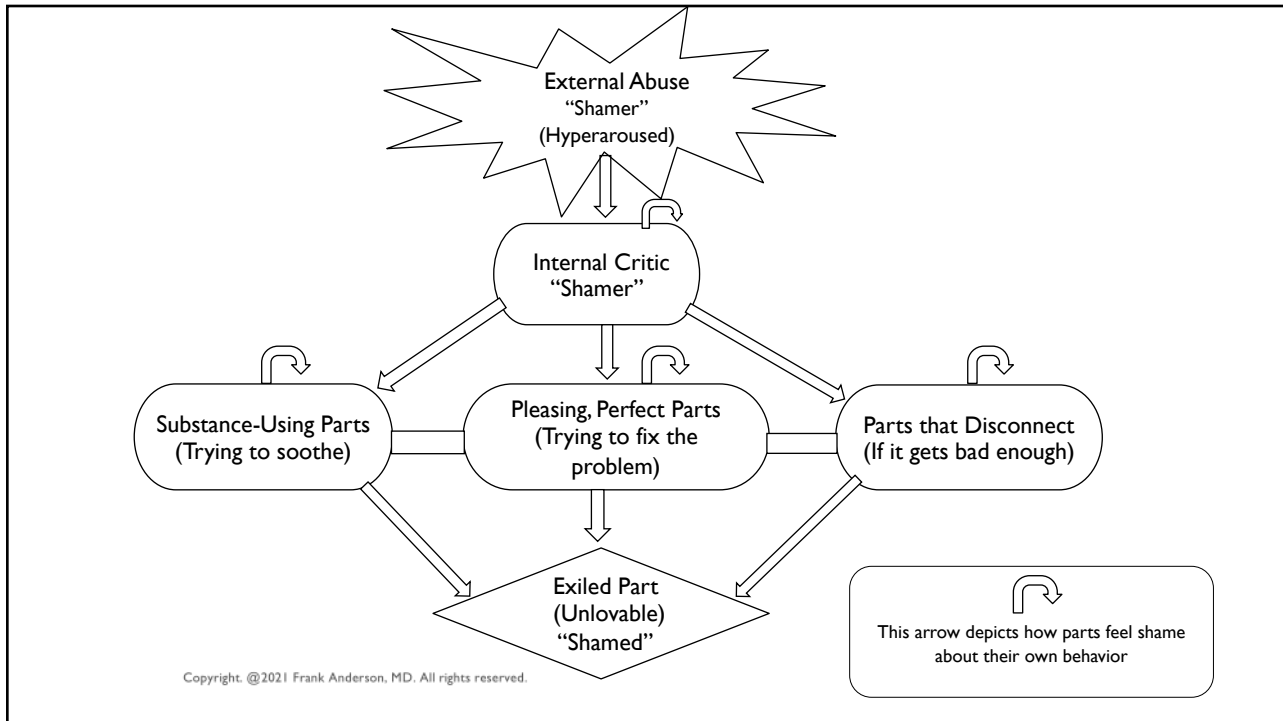 External Abuse
“Shamer”
(Hyperaroused)
Internal Critic
“Shamer”
Substance-Using Parts
(Trying to soothe)
Pleasing, Perfect Parts
(Trying to fix the
problem)
Parts that Disconnect
(If it gets bad enough)
Exiled Part
(Unlovable)
“Shamed”
This arrow depicts how parts feel shame
about their own behavior
Copyright. @2021 Frank Anderson, MD. All rights reserved.